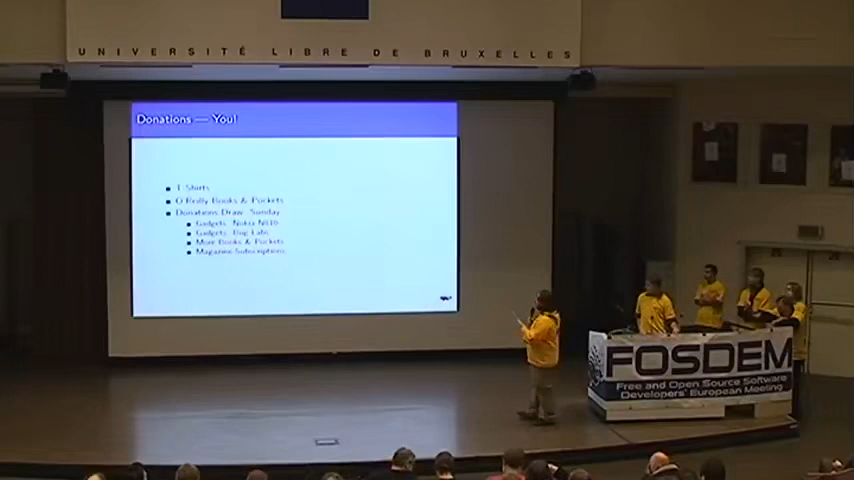 UNIVERSITÉ LIBRE DE BRUXELLES
Donations — You!
T-Shirts
O'Reilly Books & Pockets
Donations Draw: Sunday
Gadgets: Nokia N810
Gadgets: Bug Labs
More Books & Pockets
Magazine Subscriptions
FOSDEM
Free and Open Source Software
Developers' European Meeting